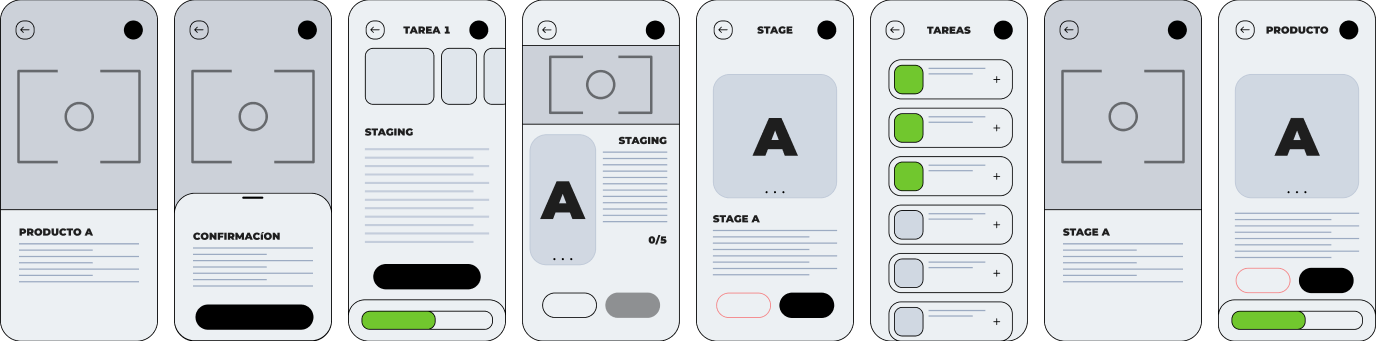 PRODUCTO A
CONFIRMACíON
TAREA 1
STAGING
STAGING
A
0/5
STAGE
A
STAGE A
TAREAS
STAGE A
PRODUCTO
A